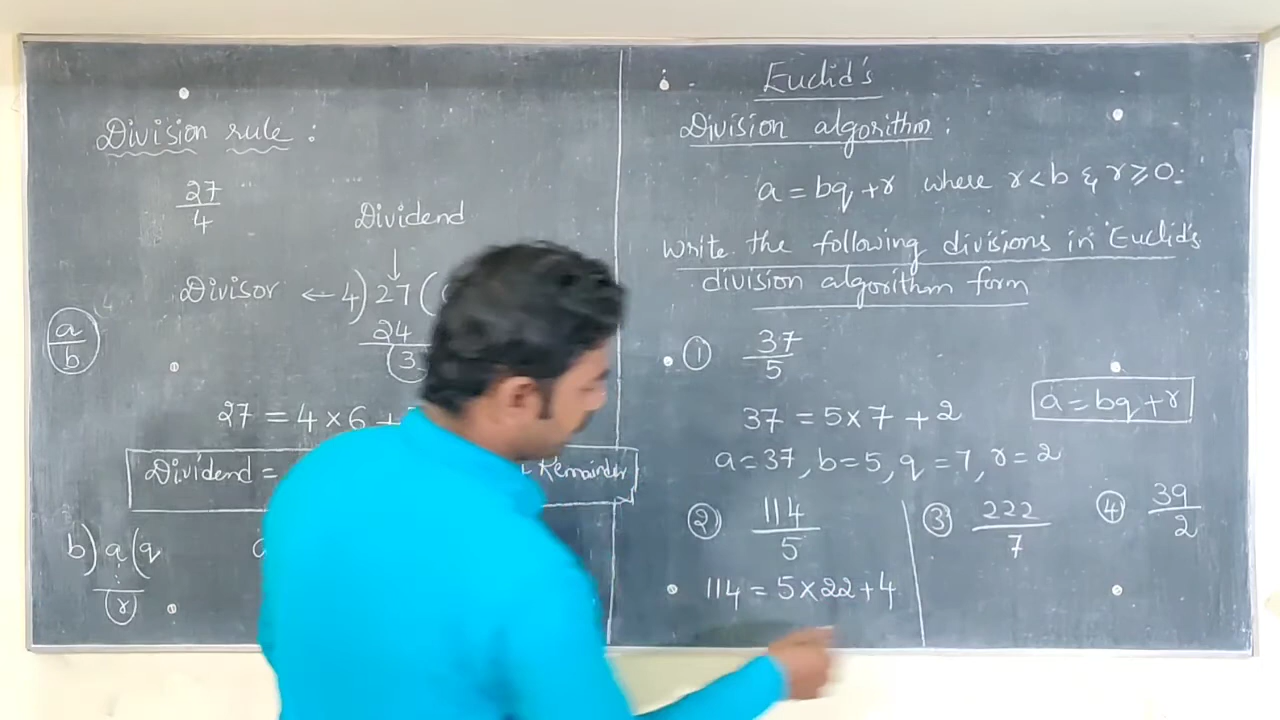 Division rule :
27
4
Dividend
↓
Divisor ← 4) 27 (
24
3
a
b
27 = 4 × 6 +
Dividend = Remainder
b) a (q
r
Euclid's
Division algorithm :
a = bq + r where r < b & r ≥ 0.
Write the following divisions in Euclid's
division algorithm form
① 37
5
37 = 5 × 7 + 2
a = bq + r
a = 37, b = 5, q = 7, r = 2
② 114
5
114 = 5 × 22 + 4
③ 222
7
④ 39
2